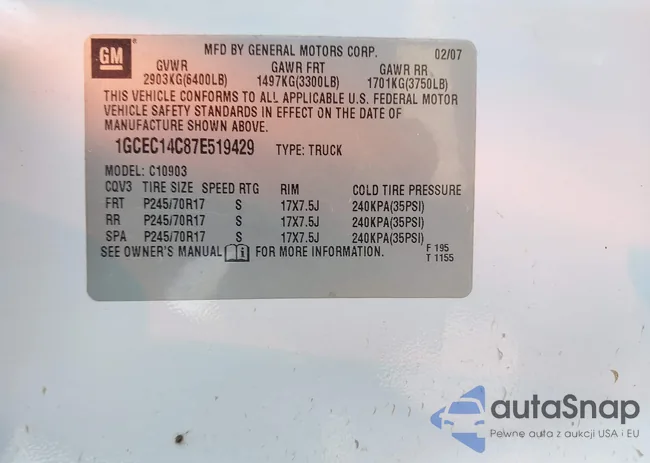 GM
MFD BY GENERAL MOTORS CORP. 02/07
GVWR GAWR FRT GAWR RR
2903KG(6400LB) 1497KG(3300LB) 1701KG(3750LB)
THIS VEHICLE CONFORMS TO ALL APPLICABLE U.S. FEDERAL MOTOR
VEHICLE SAFETY STANDARDS IN EFFECT ON THE DATE OF
MANUFACTURE SHOWN ABOVE.
1GCEC14C87E519429 TYPE: TRUCK
MODEL: C10903
CQV3 TIRE SIZE SPEED RTG RIM COLD TIRE PRESSURE
FRT P245/70R17 S 17X7.5J 240KPA(35PSI)
RR P245/70R17 S 17X7.5J 240KPA(35PSI)
SPA P245/70R17 S 17X7.5J 240KPA(35PSI)
SEE OWNER'S MANUAL i FOR MORE INFORMATION. F 195
T 1155
autaSnap
Pewne auta z aukcji USA i EU